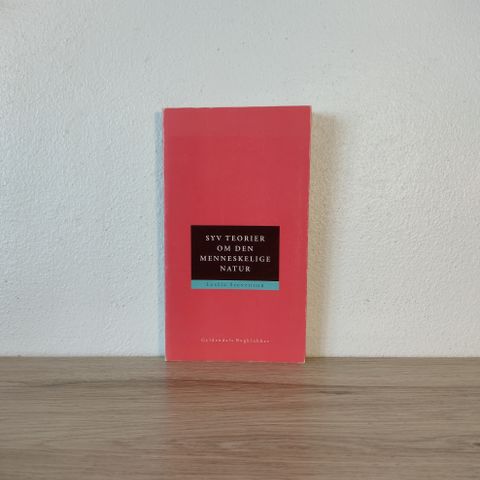 SYV TEORIER
OM DEN
MENNESKELIGE
NATUR
Leslie Stevenson
Gyldendals Bogklubber